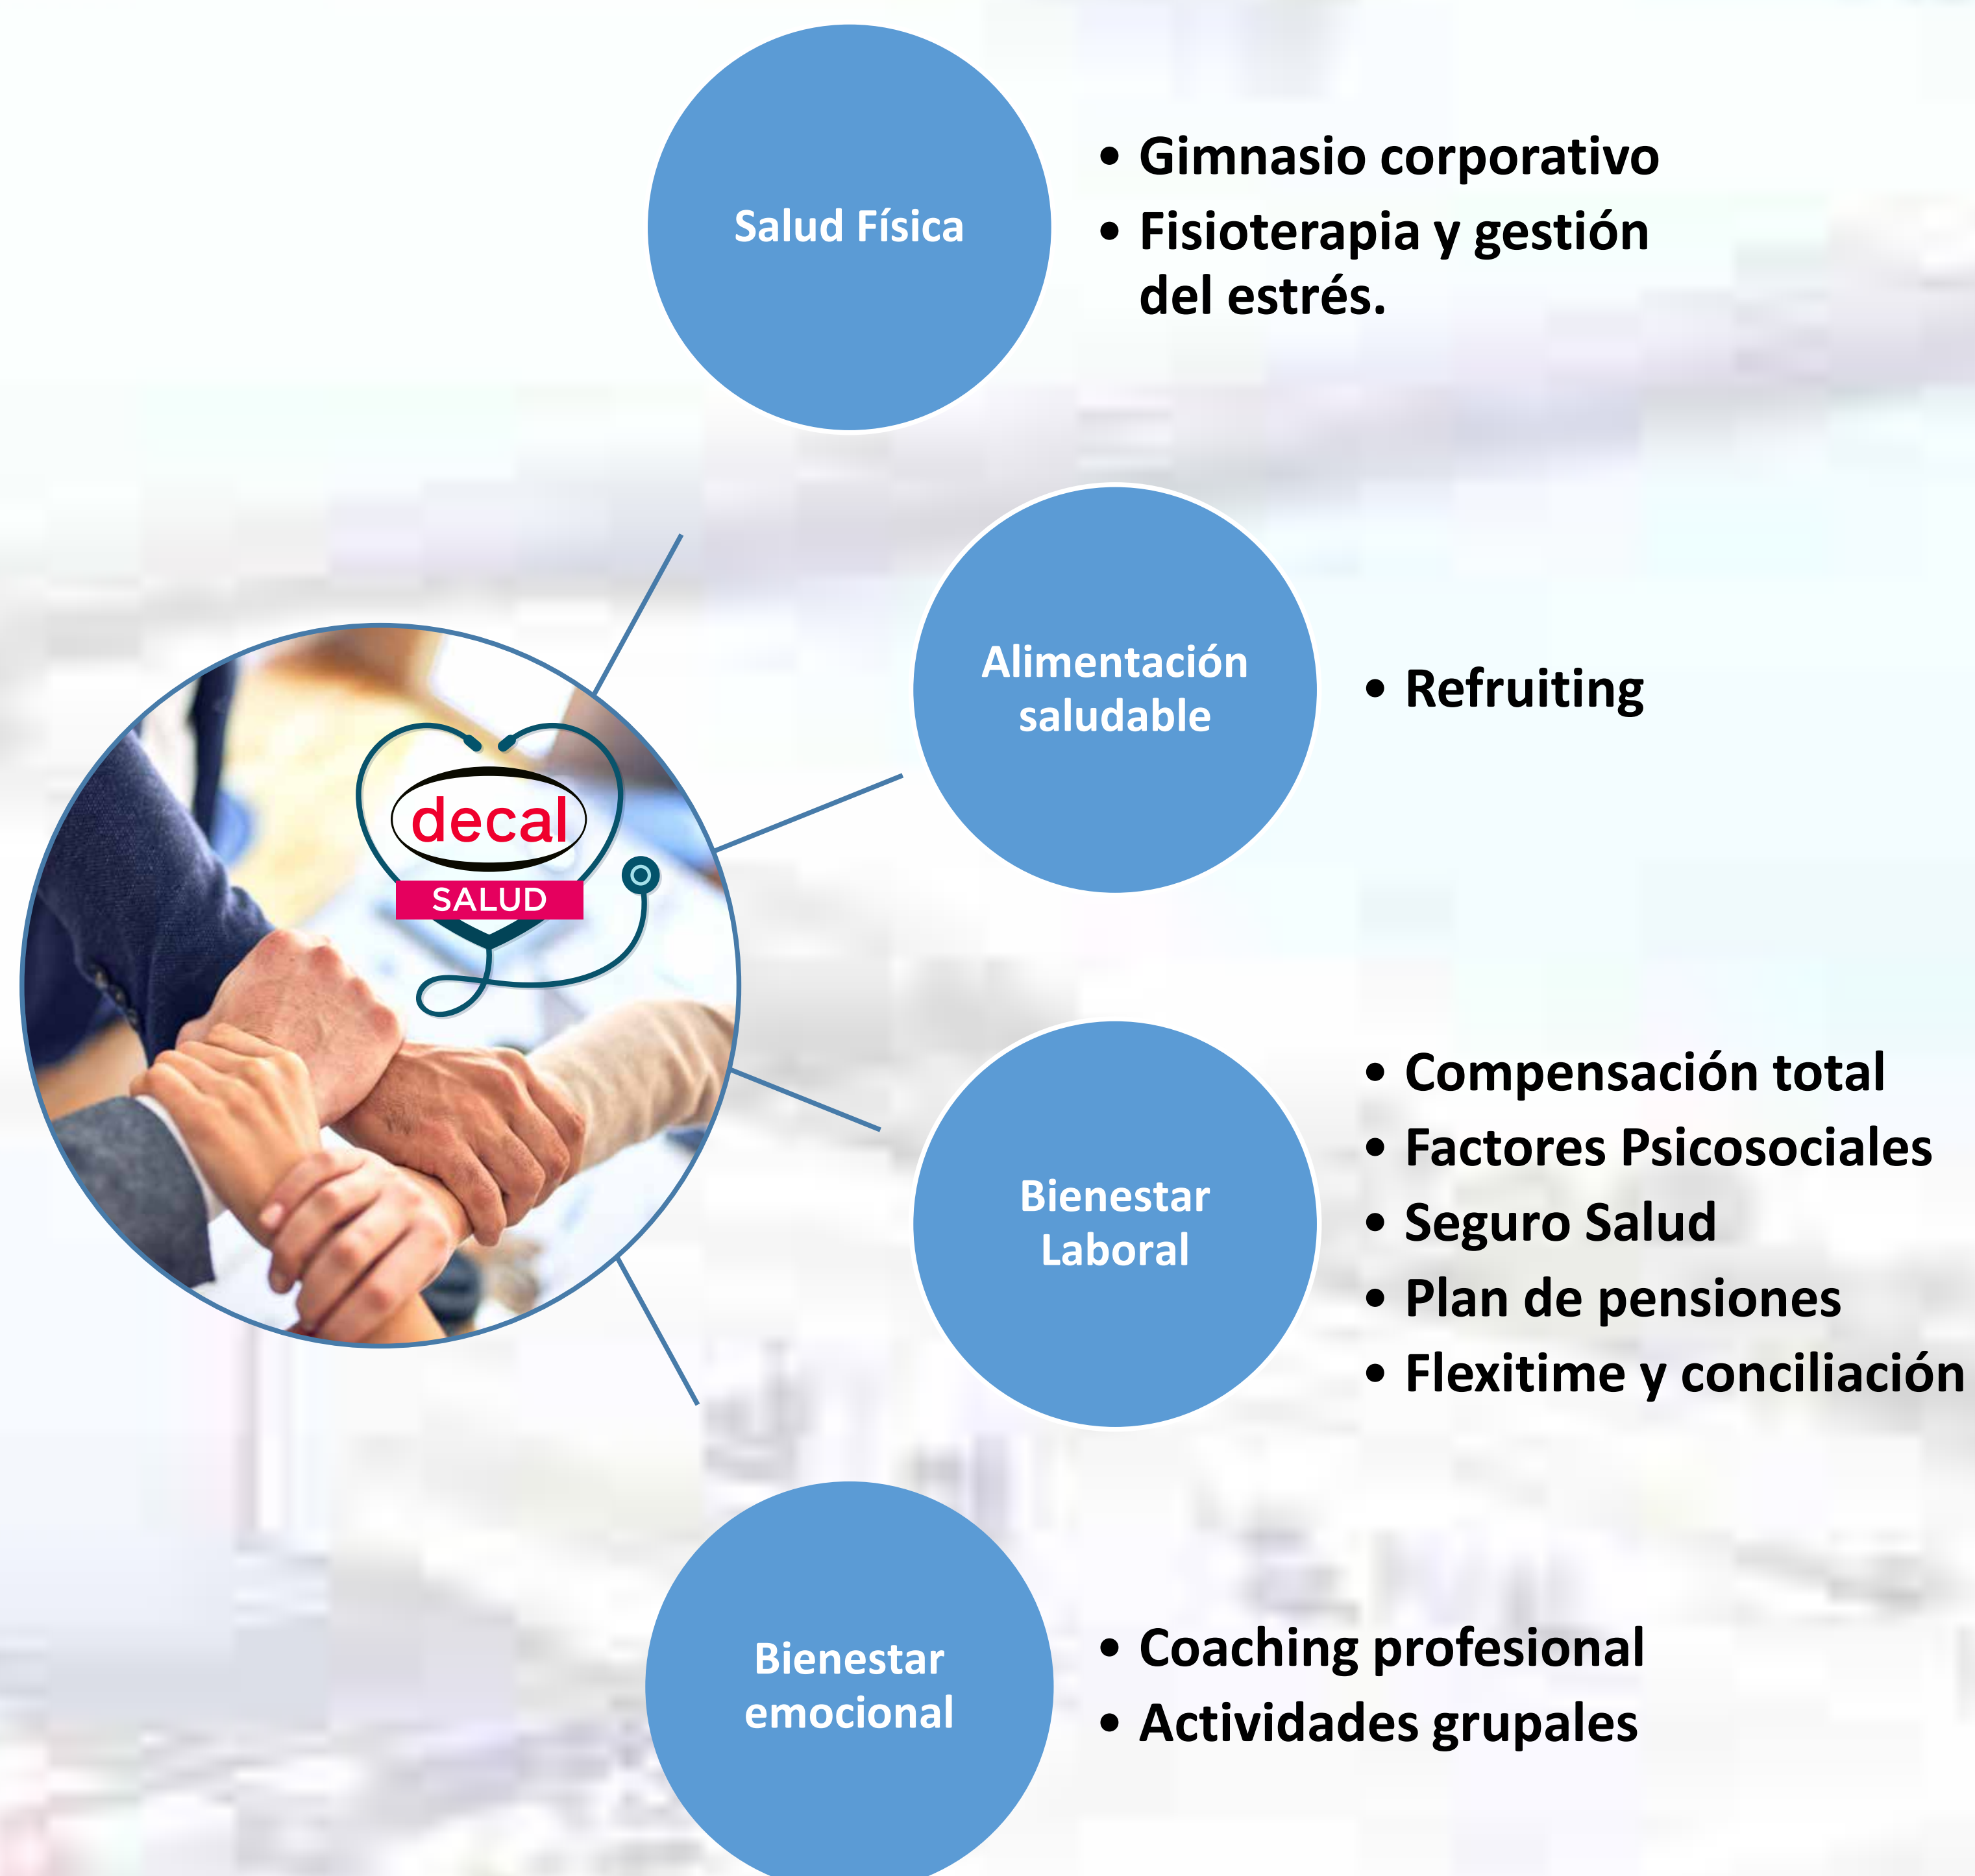 Salud Física
• Gimnasio corporativo
• Fisioterapia y gestión
del estrés.
Alimentación
saludable
• Refruiting
decal
SALUD
Bienestar
Laboral
• Compensación total
• Factores Psicosociales
• Seguro Salud
• Plan de pensiones
• Flexitime y conciliación
Bienestar
emocional
• Coaching profesional
• Actividades grupales